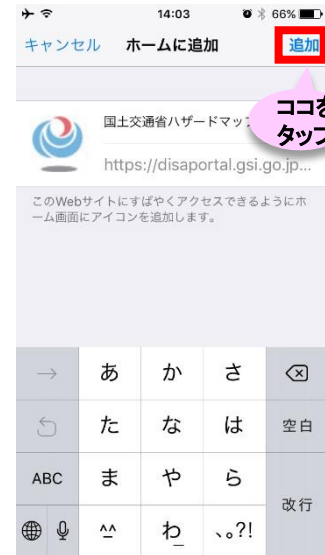 14:03
66%
キャンセル ホームに追加 追加
ココを
タップ
国土交通省ハザードマッ
https://disaportal.gsi.go.jp...
このWebサイトにすばやくアクセスできるようにホ
ーム画面にアイコンを追加します。
→ あ か さ
た な は 空白
ABC ま や ら
改行
^^ わ_ 、。?!